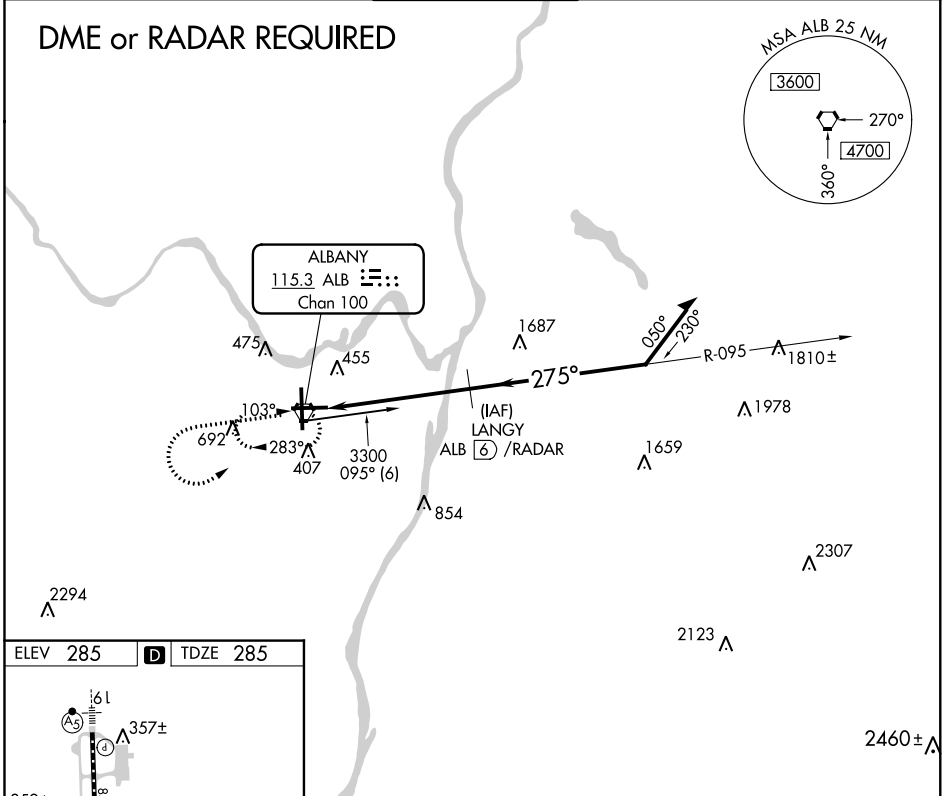 DME or RADAR REQUIRED
MSA ALB 25 NM
3600
270°
4700
360°
ALBANY
115.3 ALB
Chan 100
1687
050°
230°
475
455
275°
R-095
1810±
103°
(IAF)
LANGY
ALB 6 /RADAR
1978
692
283°
407
3300
095° (6)
1659
854
2307
2294
2123
ELEV 285 D TDZE 285
19
A5
357±
P
2460±
8